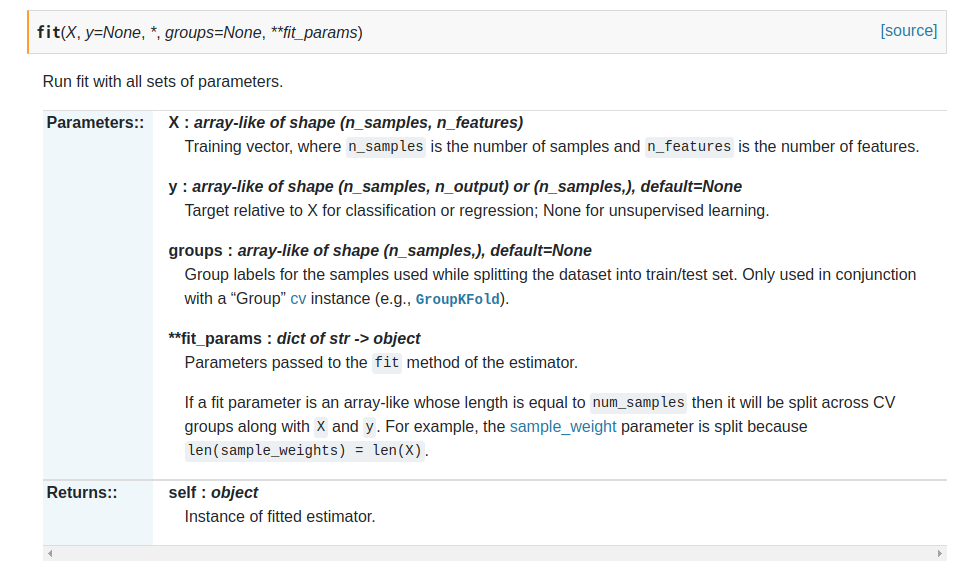 fit(X, y=None, *, groups=None, **fit_params) [source]
Run fit with all sets of parameters.
Parameters:: X : array-like of shape (n_samples, n_features)
Training vector, where n_samples is the number of samples and n_features is the number of features.
y : array-like of shape (n_samples, n_output) or (n_samples,), default=None
Target relative to X for classification or regression; None for unsupervised learning.
groups : array-like of shape (n_samples,), default=None
Group labels for the samples used while splitting the dataset into train/test set. Only used in conjunction
with a “Group” cv instance (e.g., GroupKFold).
**fit_params : dict of str -> object
Parameters passed to the fit method of the estimator.
If a fit parameter is an array-like whose length is equal to num_samples then it will be split across CV
groups along with X and y. For example, the sample_weight parameter is split because
len(sample_weights) = len(X).
Returns:: self : object
Instance of fitted estimator.